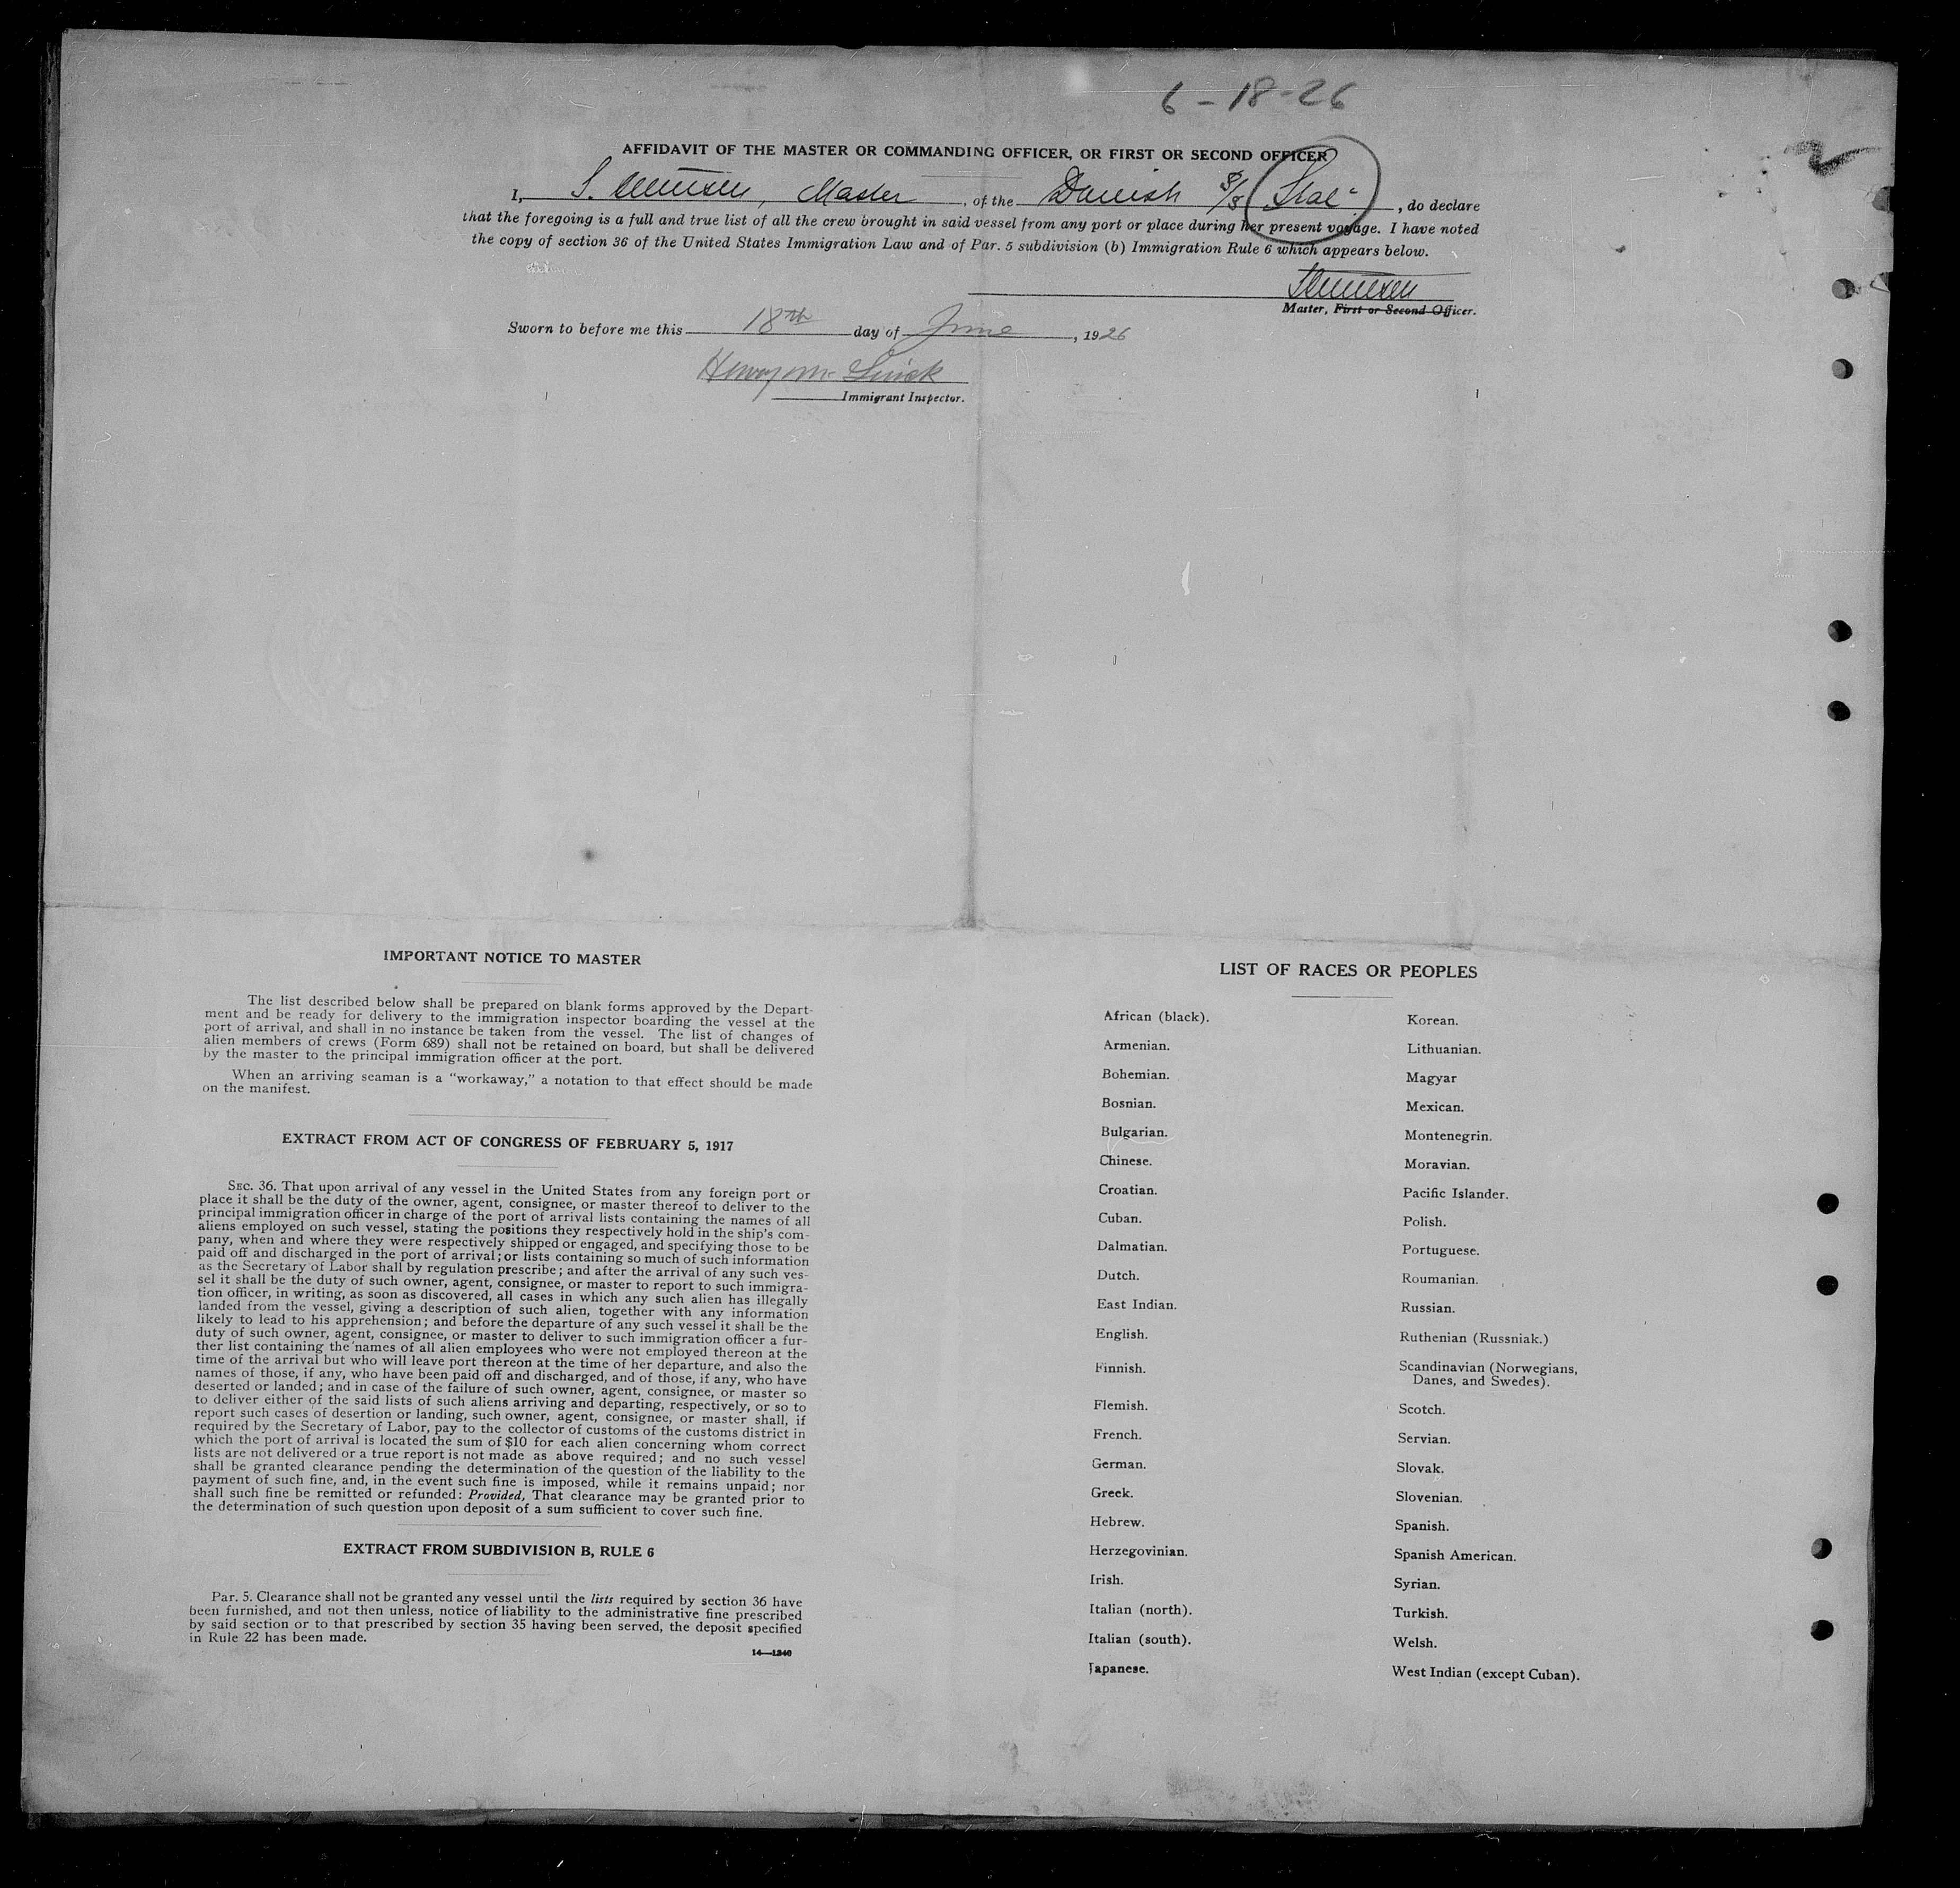 6-18-26
2
AFFIDAVIT OF THE MASTER OR COMMANDING OFFICER, OR FIRST OR SECOND OFFICER
I, S. , Master , of the Danish S/S , do declare
that the foregoing is a full and true list of all the crew brought in said vessel from any port or place during her present voyage. I have noted
the copy of section 36 of the United States Immigration Law and of Par. 5 subdivision (b) Immigration Rule 6 which appears below.
Master, First or Second Officer.
Sworn to before me this 18th day of June , 1926
Henry M.
Immigrant Inspector.
IMPORTANT NOTICE TO MASTER
The list described below shall be prepared on blank forms approved by the Depart-
ment and be ready for delivery to the immigration inspector boarding the vessel at the
port of arrival, and shall in no instance be taken from the vessel. The list of changes of
alien members of crews (Form 689) shall not be retained on board, but shall be delivered
by the master to the principal immigration officer at the port.
When an arriving seaman is a "workaway," a notation to that effect should be made
on the manifest.
EXTRACT FROM ACT OF CONGRESS OF FEBRUARY 5, 1917
SEC. 36. That upon arrival of any vessel in the United States from any foreign port or
place it shall be the duty of the owner, agent, consignee, or master thereof to deliver to the
principal immigration officer in charge of the port of arrival lists containing the names of all
aliens employed on such vessel, stating the positions they respectively hold in the ship's com-
pany, when and where they were respectively shipped or engaged, and specifying those to be
paid off and discharged in the port of arrival; or lists containing so much of such information
as the Secretary of Labor shall by regulation prescribe; and after the arrival of any such ves-
sel it shall be the duty of such owner, agent, consignee, or master to report to such immigra-
tion officer, in writing, as soon as discovered, all cases in which any such alien has illegally
landed from the vessel, giving a description of such alien, together with any information
likely to lead to his apprehension; and before the departure of any such vessel it shall be the
duty of such owner, agent, consignee, or master to deliver to such immigration officer a fur-
ther list containing the names of all alien employees who were not employed thereon at the
time of the arrival but who will leave port thereon at the time of her departure, and also the
names of those, if any, who have been paid off and discharged, and of those, if any, who have
deserted or landed; and in case of the failure of such owner, agent, consignee, or master so
to deliver either of the said lists of such aliens arriving and departing, respectively, or so to
report such cases of desertion or landing, such owner, agent, consignee, or master shall, if
required by the Secretary of Labor, pay to the collector of customs of the customs district in
which the port of arrival is located the sum of $10 for each alien concerning whom correct
lists are not delivered or a true report is not made as above required; and no such vessel
shall be granted clearance pending the determination of the question of the liability to the
payment of such fine, and, in the event such fine is imposed, while it remains unpaid; nor
shall such fine be remitted or refunded: Provided, That clearance may be granted prior to
the determination of such question upon deposit of a sum sufficient to cover such fine.
EXTRACT FROM SUBDIVISION B, RULE 6
Par. 5. Clearance shall not be granted any vessel until the lists required by section 36 have
been furnished, and not then unless, notice of liability to the administrative fine prescribed
by said section or to that prescribed by section 35 having been served, the deposit specified
in Rule 22 has been made.
14—1240
LIST OF RACES OR PEOPLES
African (black).
Armenian.
Bohemian.
Bosnian.
Bulgarian.
Chinese.
Croatian.
Cuban.
Dalmatian.
Dutch.
East Indian.
English.
Finnish.
Flemish.
French.
German.
Greek.
Hebrew.
Herzegovinian.
Irish.
Italian (north).
Italian (south).
Japanese.
Korean.
Lithuanian.
Magyar
Mexican.
Montenegrin.
Moravian.
Pacific Islander.
Polish.
Portuguese.
Roumanian.
Russian.
Ruthenian (Russniak.)
Scandinavian (Norwegians,
Danes, and Swedes).
Scotch.
Servian.
Slovak.
Slovenian.
Spanish.
Spanish American.
Syrian.
Turkish.
Welsh.
West Indian (except Cuban).